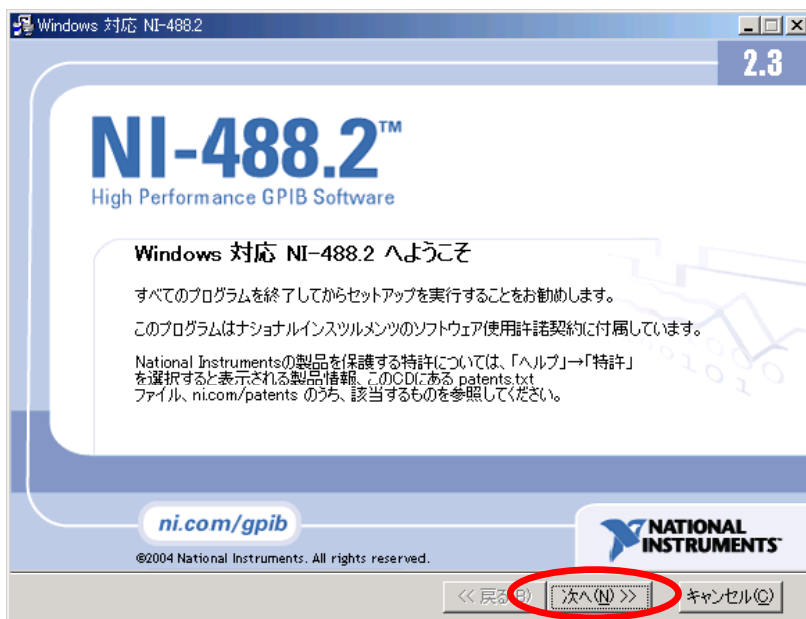 Windows 対応 NI-488.2
2.3
NI-488.2™
High Performance GPIB Software
Windows 対応 NI-488.2 へようこそ
すべてのプログラムを終了してからセットアップを実行することをお勧めします。
このプログラムはナショナルインスツルメンツのソフトウェア使用許諾契約に付属しています。
National Instrumentsの製品を保護する特許については、「ヘルプ」→「特許」
を選択すると表示される製品情報、このCDにある patents.txt
ファイル、ni.com/patents のうち、該当するものを参照してください。
ni.com/gpib
©2004 National Instruments. All rights reserved.
NATIONAL
INSTRUMENTS™
<< 戻る(B) 次へ(N) >> キャンセル(C)